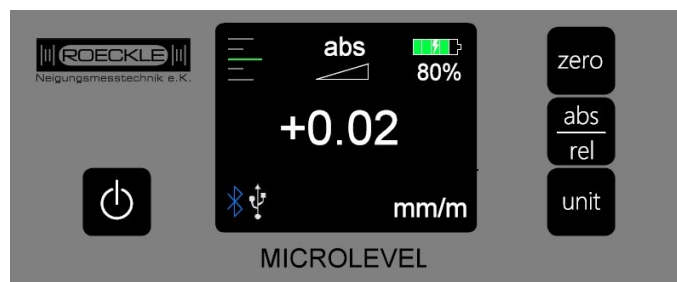 ROECKLE
Neigungsmesstechnik e.K.
abs
80%
+0.02
mm/m
MICROLEVEL
zero
abs
rel
unit